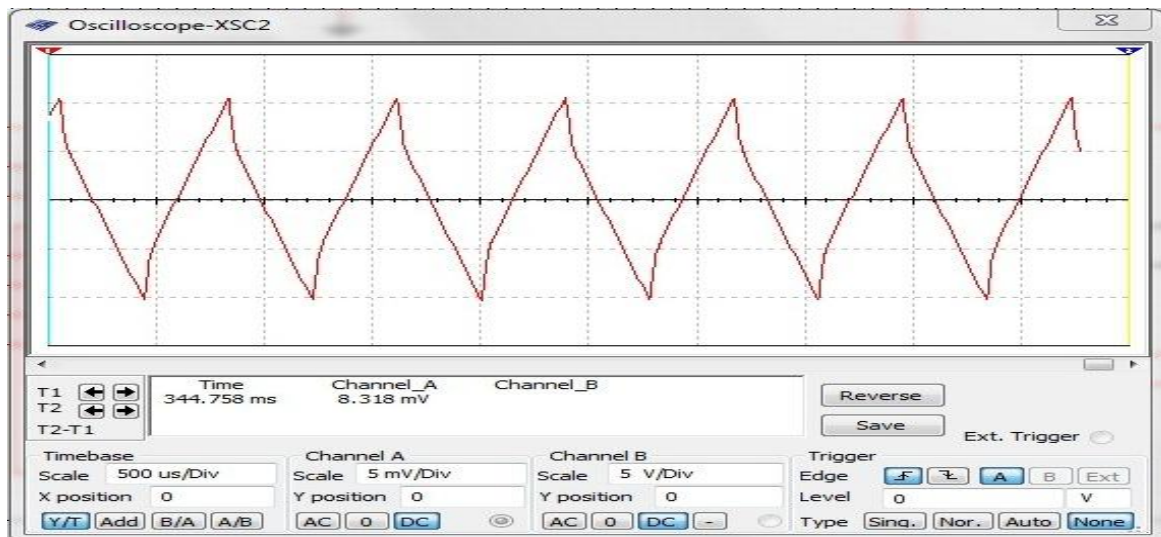 Oscilloscope-XSC2
1
2
Time Channel_A Channel_B
T1 344.758 ms 8.318 mV
T2
T2-T1
Reverse
Save
Ext. Trigger
Timebase Channel A Channel B Trigger
Scale 500 us/Div Scale 5 mV/Div Scale 5 V/Div Edge A B Ext
X position 0 Y position 0 Y position 0 Level 0 V
Y/T Add B/A A/B AC 0 DC AC 0 DC - Type Sing. Nor. Auto None